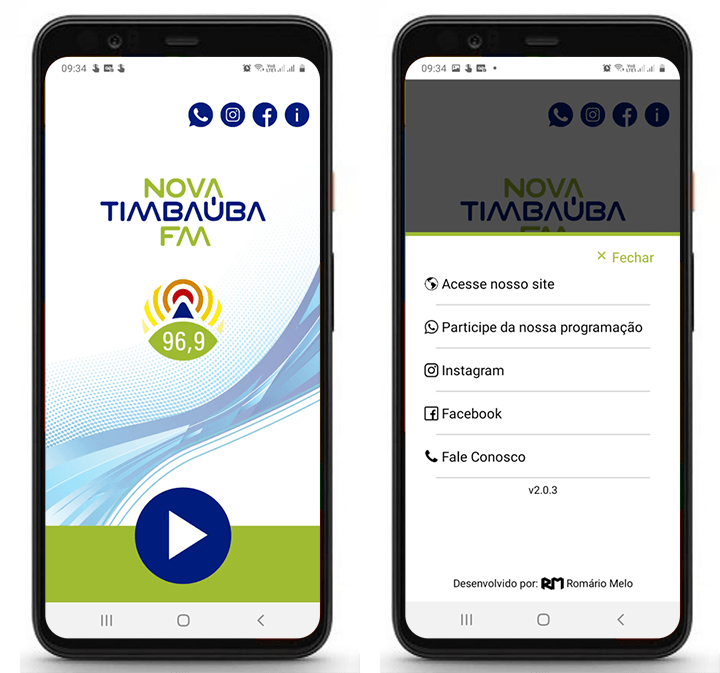 09:34
NOVA
TIMBAÚBA
FM
96,9
09:34
NOVA
TIMBAÚBA
Fechar
Acesse nosso site
Participe da nossa programação
Instagram
Facebook
Fale Conosco
v2.0.3
Desenvolvido por: RM Romário Melo